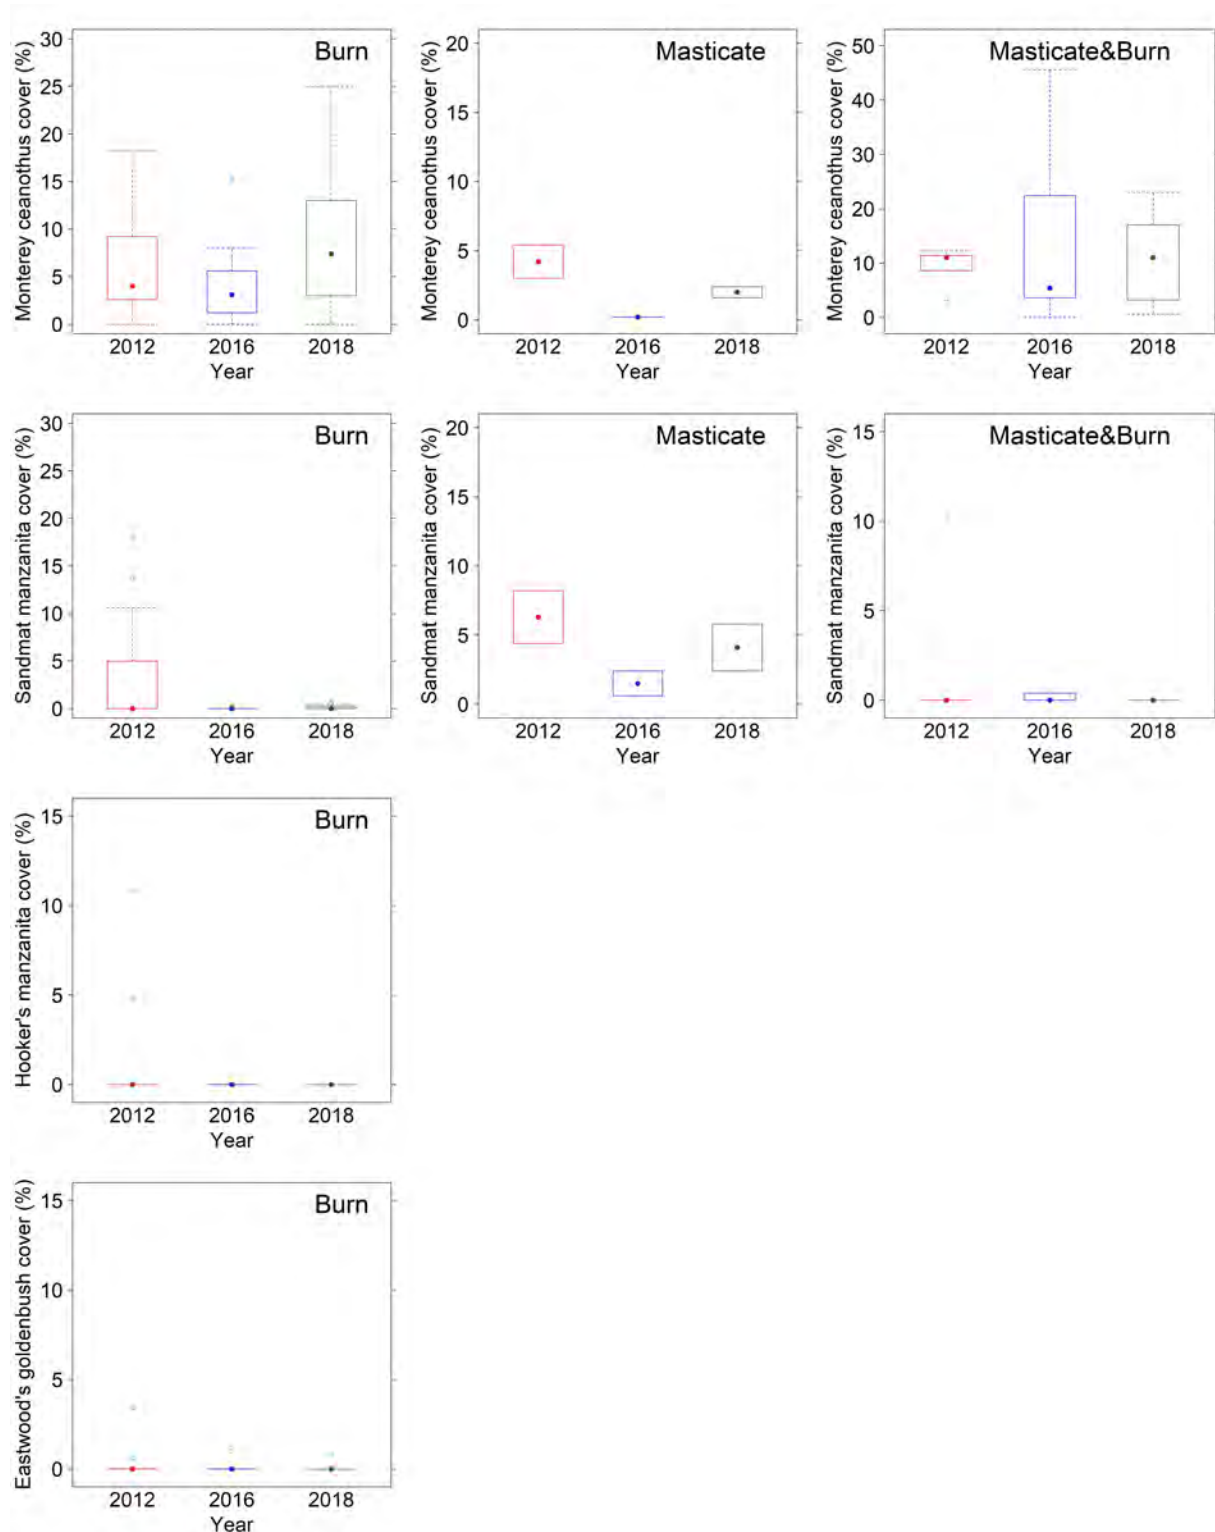 Monterey ceanothus cover (%)
30
25
20
15
10
5
0
Burn
2012 2016 2018
Year
Monterey ceanothus cover (%)
20
15
10
5
0
Masticate
2012 2016 2018
Year
Monterey ceanothus cover (%)
50
40
30
20
10
0
Masticate&Burn
2012 2016 2018
Year
Sandmat manzanita cover (%)
30
25
20
15
10
5
0
Burn
2012 2016 2018
Year
Sandmat manzanita cover (%)
20
15
10
5
0
Masticate
2012 2016 2018
Year
Sandmat manzanita cover (%)
15
10
5
0
Masticate&Burn
2012 2016 2018
Year
Hooker's manzanita cover (%)
15
10
5
0
Burn
2012 2016 2018
Year
Eastwood's goldenbush cover (%)
15
10
5
0
Burn
2012 2016 2018
Year